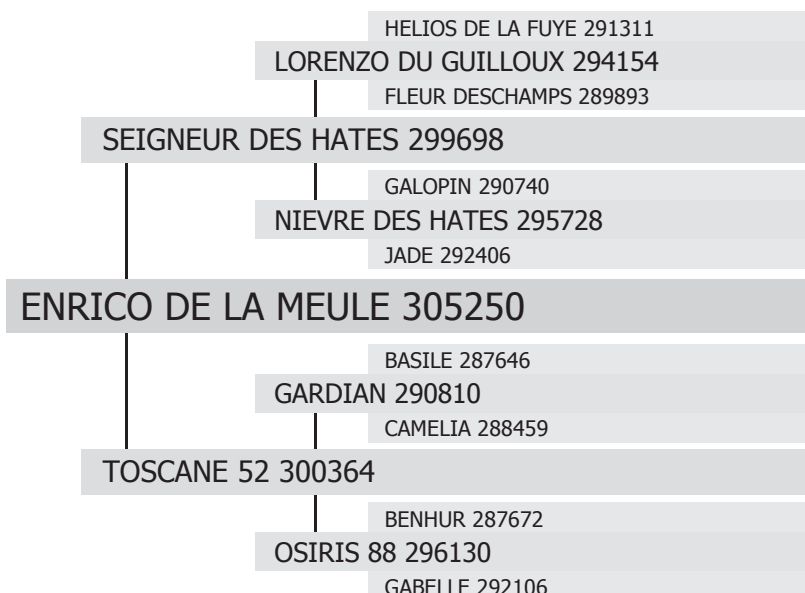 HELIOS DE LA FUYE 291311
LORENZO DU GUILLOUX 294154
FLEUR DESCHAMPS 289893
SEIGNEUR DES HATES 299698
GALOPIN 290740
NIEVRE DES HATES 295728
JADE 292406
ENRICO DE LA MEULE 305250
BASILE 287646
GARDIAN 290810
CAMELIA 288459
TOSCANE 52 300364
BENHUR 287672
OSIRIS 88 296130
GABELLE 292106